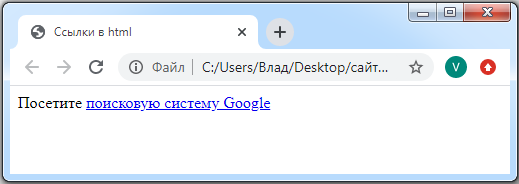 Ссылки в html
Файл C:/Users/Влад/Desktop/сайт... V
Посетите поисковую систему Google